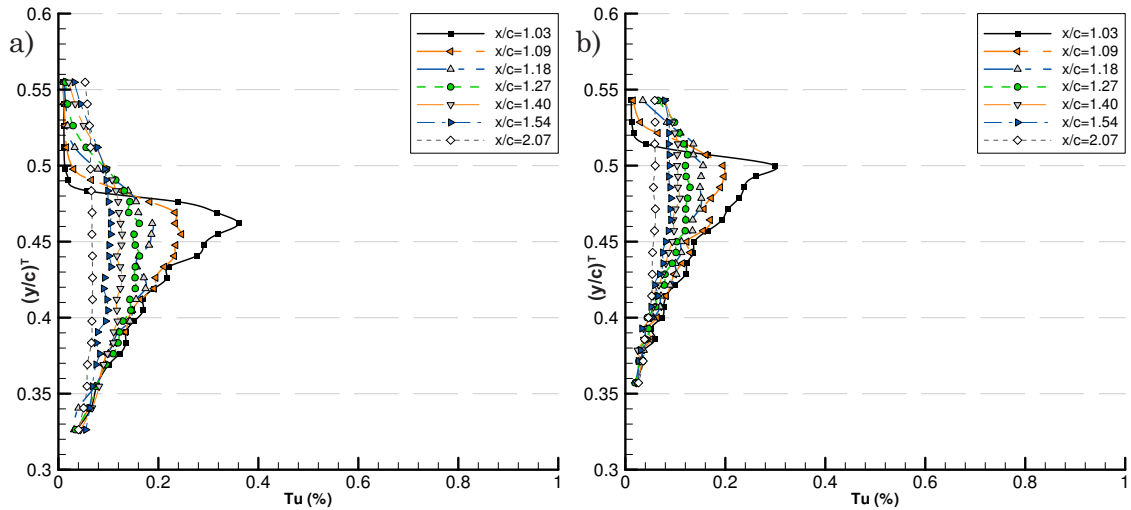 a)
0.6
0.55
0.5
0.45
0.4
0.35
0.3
(y/c)ᵀ
0
0.2
0.4
0.6
0.8
1
Tu (%)
x/c=1.03
x/c=1.09
x/c=1.18
x/c=1.27
x/c=1.40
x/c=1.54
x/c=2.07
b)
0.6
0.55
0.5
0.45
0.4
0.35
0.3
(y/c)ᵀ
0
0.2
0.4
0.6
0.8
1
Tu (%)
x/c=1.03
x/c=1.09
x/c=1.18
x/c=1.27
x/c=1.40
x/c=1.54
x/c=2.07